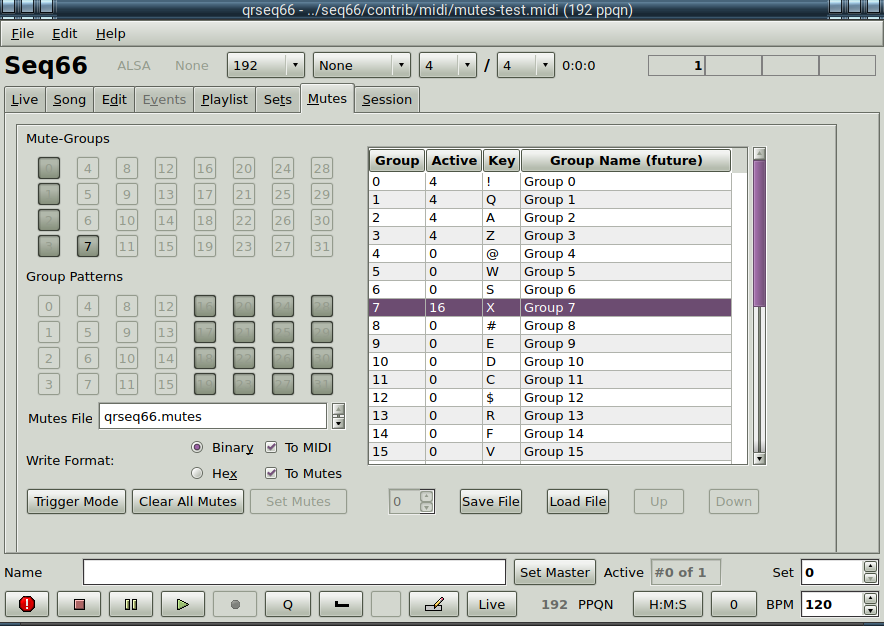 qrseq66 - ../seq66/contrib/midi/mutes-test.midi (192 ppqn)
File Edit Help
Seq66 ALSA None 192 None 4 / 4 0:0:0 1
Live Song Edit Events Playlist Sets Mutes Session
Mute-Groups
0 4 8 12 16 20 24 28
1 5 9 13 17 21 25 29
2 6 10 14 18 22 26 30
3 7 11 15 19 23 27 31
Group Patterns
0 4 8 12 16 20 24 28
1 5 9 13 17 21 25 29
2 6 10 14 18 22 26 30
3 7 11 15 19 23 27 31
Mutes File qrseq66.mutes
Write Format:
Binary To MIDI
Hex To Mutes
Group Active Key Group Name (future)
0 4 ! Group 0
1 4 Q Group 1
2 4 A Group 2
3 4 Z Group 3
4 0 @ Group 4
5 0 W Group 5
6 0 S Group 6
7 16 X Group 7
8 0 # Group 8
9 0 E Group 9
10 0 D Group 10
11 0 C Group 11
12 0 $ Group 12
13 0 R Group 13
14 0 F Group 14
15 0 V Group 15
Trigger Mode Clear All Mutes Set Mutes 0 Save File Load File Up Down
Name Set Master Active #0 of 1 Set 0
Q Live 192 PPQN H:M:S 0 BPM 120